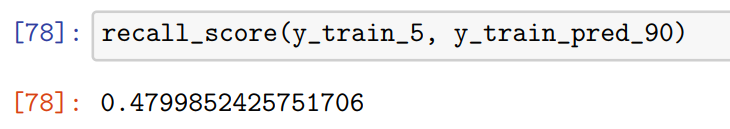 [78]: recall_score(y_train_5, y_train_pred_90)
[78]: 0.4799852425751706